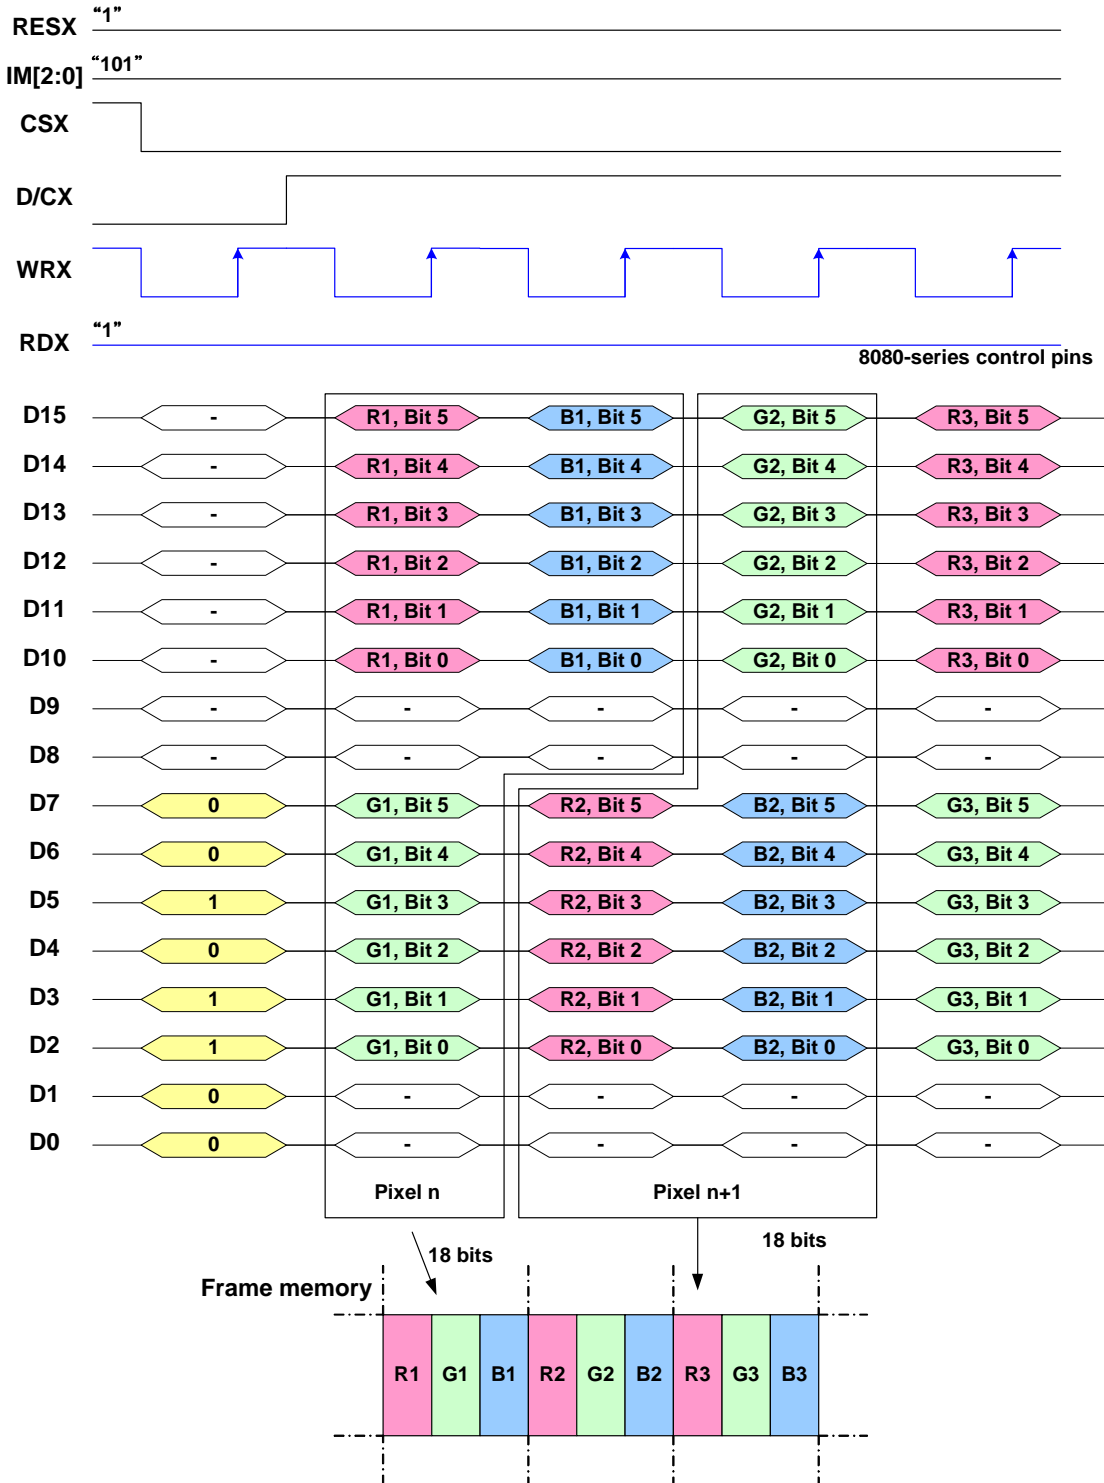 RESX “1”
IM[2:0] “101”
CSX
D/CX
WRX
RDX “1”
8080-series control pins
D15 - R1, Bit 5 B1, Bit 5 G2, Bit 5 R3, Bit 5
D14 - R1, Bit 4 B1, Bit 4 G2, Bit 4 R3, Bit 4
D13 - R1, Bit 3 B1, Bit 3 G2, Bit 3 R3, Bit 3
D12 - R1, Bit 2 B1, Bit 2 G2, Bit 2 R3, Bit 2
D11 - R1, Bit 1 B1, Bit 1 G2, Bit 1 R3, Bit 1
D10 - R1, Bit 0 B1, Bit 0 G2, Bit 0 R3, Bit 0
D9 - - - - -
D8 - - - - -
D7 0 G1, Bit 5 R2, Bit 5 B2, Bit 5 G3, Bit 5
D6 0 G1, Bit 4 R2, Bit 4 B2, Bit 4 G3, Bit 4
D5 1 G1, Bit 3 R2, Bit 3 B2, Bit 3 G3, Bit 3
D4 0 G1, Bit 2 R2, Bit 2 B2, Bit 2 G3, Bit 2
D3 1 G1, Bit 1 R2, Bit 1 B2, Bit 1 G3, Bit 1
D2 1 G1, Bit 0 R2, Bit 0 B2, Bit 0 G3, Bit 0
D1 0 - - - -
D0 0 - - - -
Pixel n Pixel n+1
18 bits 18 bits
Frame memory
R1 G1 B1 R2 G2 B2 R3 G3 B3